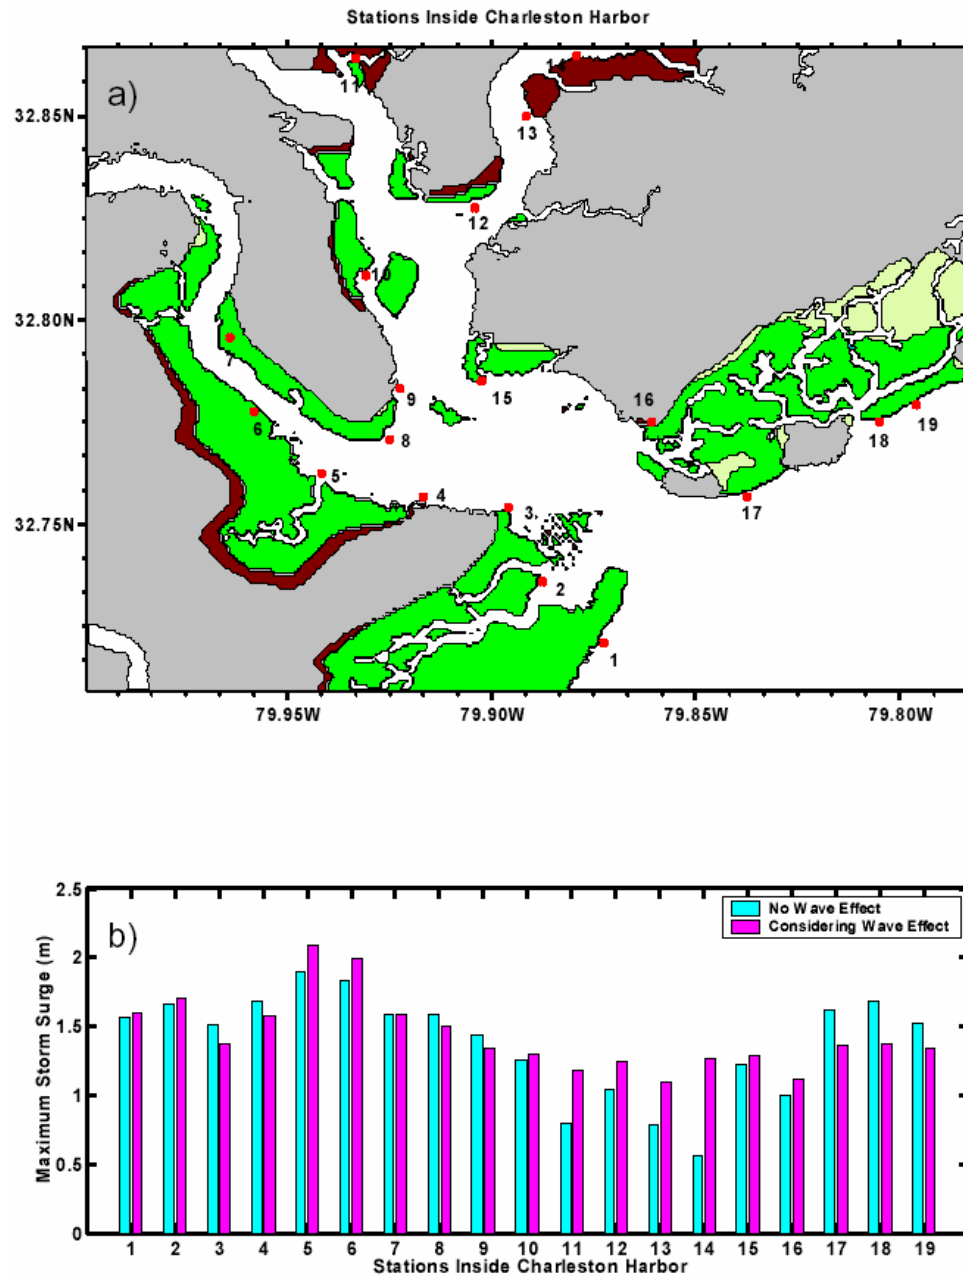 Stations Inside Charleston Harbor
a)
32.85N
32.80N
32.75N
11
14
13
12
10
7
9
15
16
6
8
18
19
5
4
3
17
2
1
79.95W 79.90W 79.85W 79.80W
b)
No Wave Effect
Considering Wave Effect
Maximum Storm Surge (m)
2.5
2
1.5
1
0.5
0
1 2 3 4 5 6 7 8 9 10 11 12 13 14 15 16 17 18 19
Stations Inside Charleston Harbor